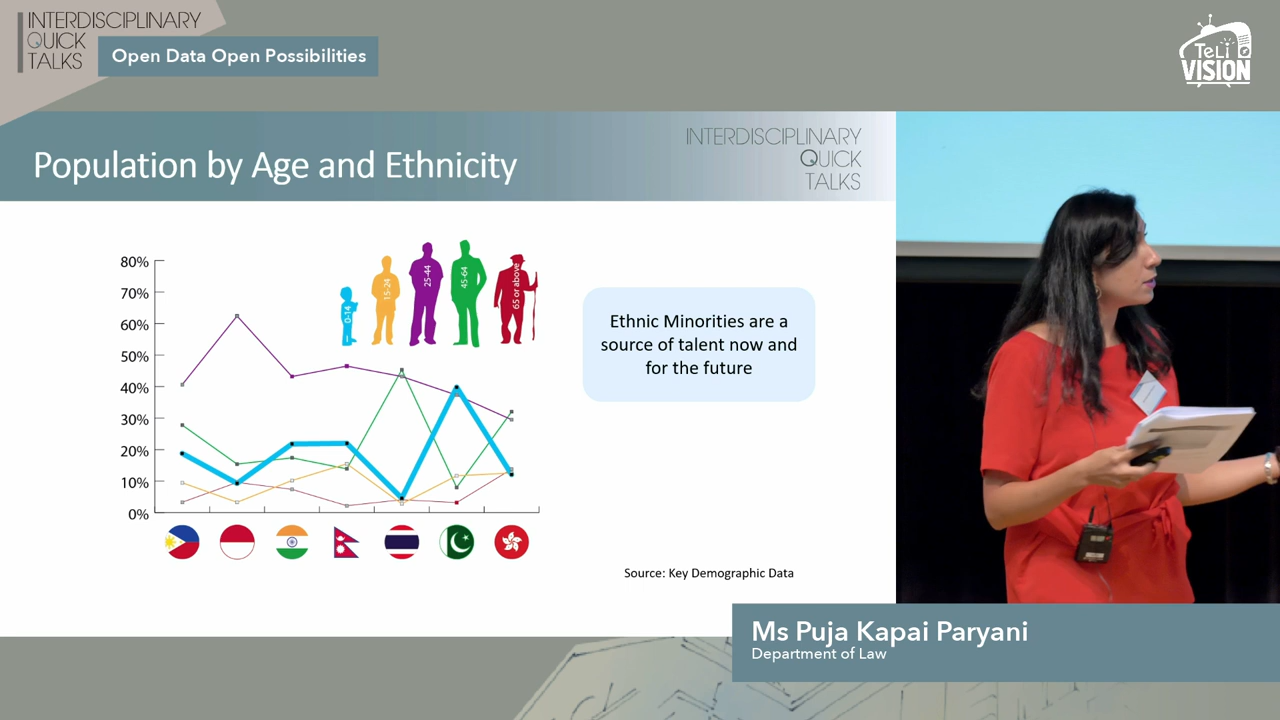 INTERDISCIPLINARY
QUICK
TALKS
Open Data Open Possibilities
TeLi
VISION
Population by Age and Ethnicity
INTERDISCIPLINARY
QUICK
TALKS
80%
70%
60%
50%
40%
30%
20%
10%
0%
0-14
15-24
25-44
45-64
65 or above
Ethnic Minorities are a
source of talent now and
for the future
Source: Key Demographic Data
Ms Puja Kapai Paryani
Department of Law